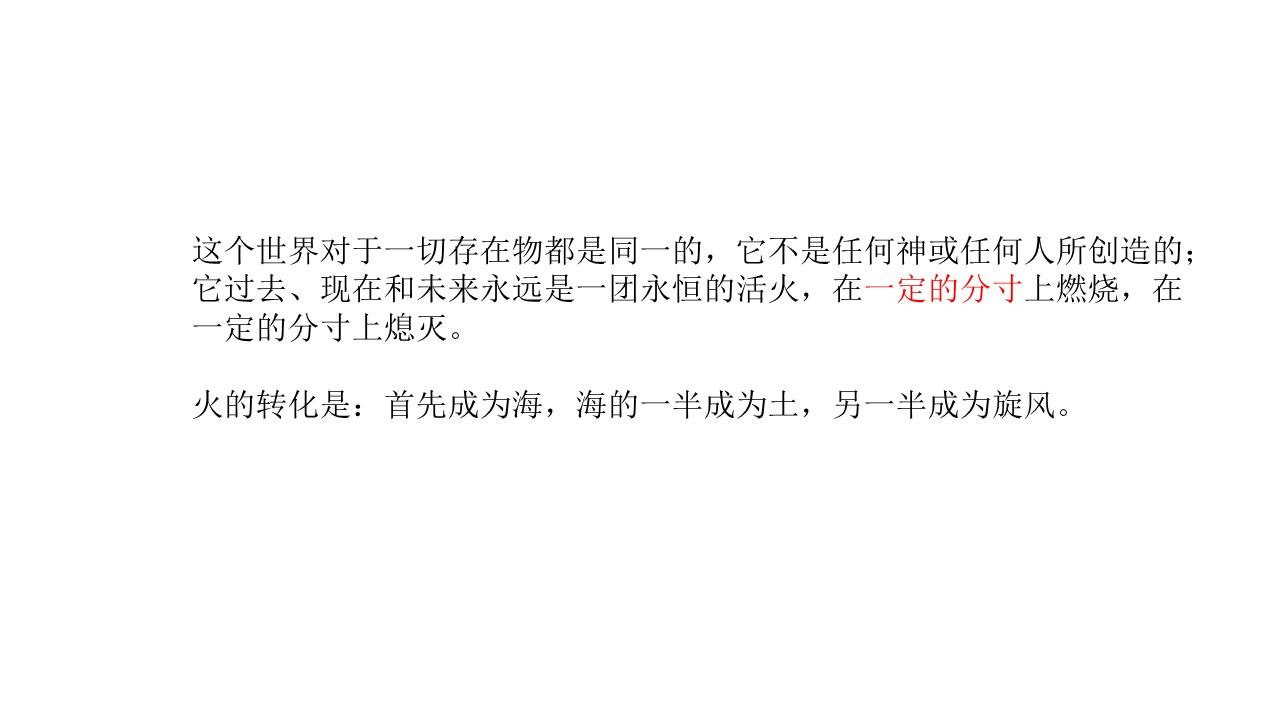 这个世界对于一切存在物都是同一的，它不是任何神或任何人所创造的；
它过去、现在和未来永远是一团永恒的活火，在一定的分寸上燃烧，在
一定的分寸上熄灭。
火的转化是：首先成为海，海的一半成为土，另一半成为旋风。